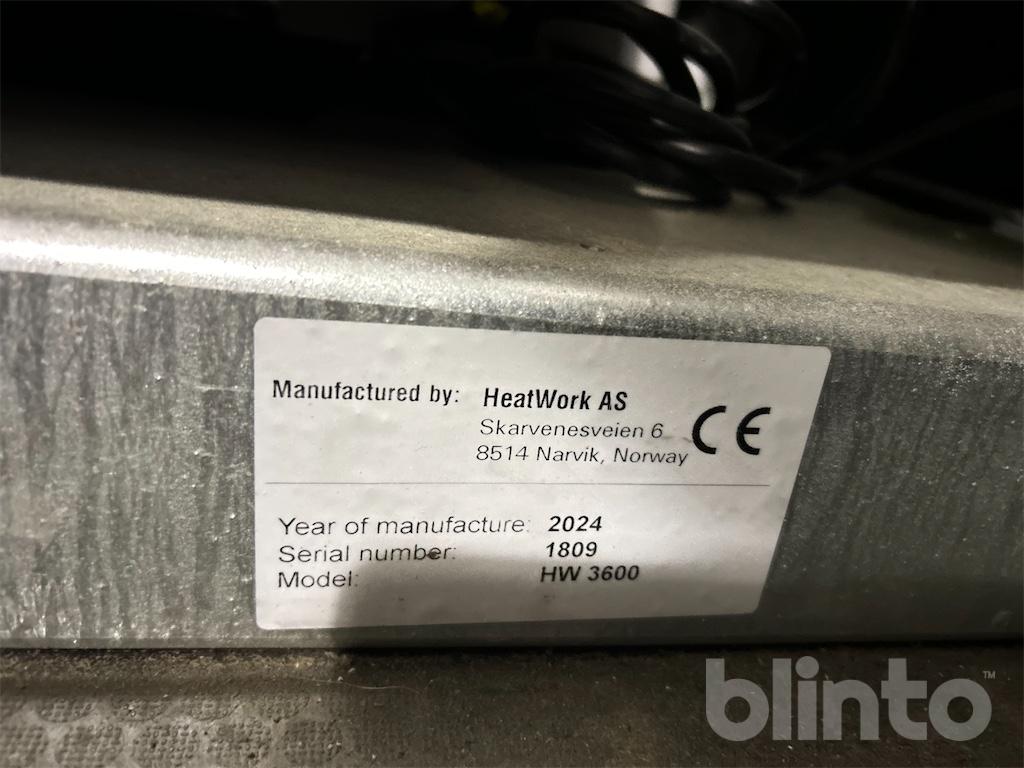 Manufactured by: HeatWork AS
Skarvenesveien 6
8514 Narvik, Norway
CE
Year of manufacture: 2024
Serial number: 1809
Model: HW 3600
blinto™